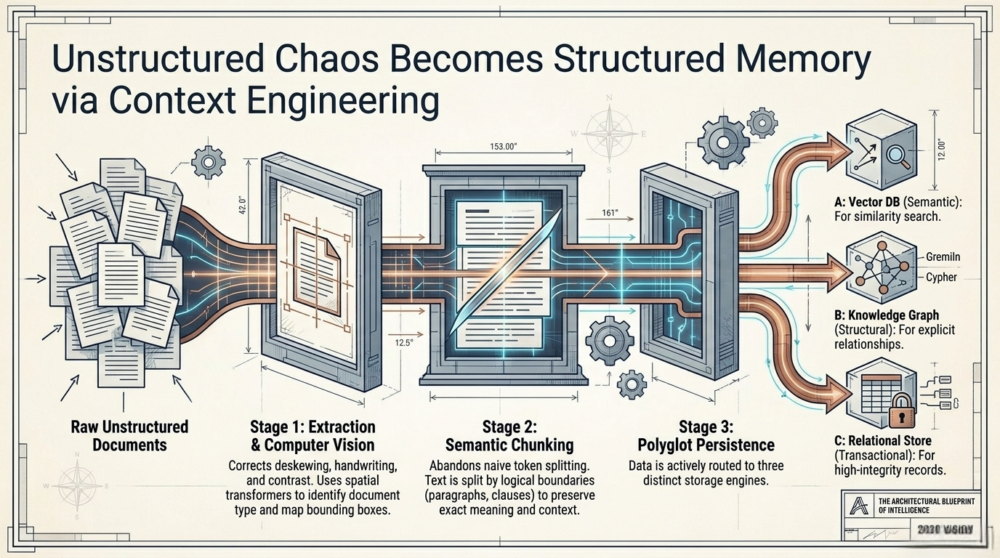 Unstructured Chaos Becomes Structured Memory
via Context Engineering
N
W
E
S
153.00"
42.0"
161"
12.5"
12.00"
A: Vector DB (Semantic):
For similarity search.
Gremiln
Cypher
B: Knowledge Graph
(Structural): For explicit
relationships.
C: Relational Store
(Transactional): For
high-integrity records.
Raw Unstructured
Documents
Stage 1: Extraction
& Computer Vision
Corrects deskewing, handwriting,
and contrast. Uses spatial
transformers to identify document
type and map bounding boxes.
Stage 2:
Semantic Chunking
Abandons naive token splitting.
Text is split by logical boundaries
(paragraphs, clauses) to preserve
exact meaning and context.
Stage 3:
Polyglot Persistence
Data is actively routed to three
distinct storage engines.
N
W
E
S
THE ARCHITECTURAL BLUEPRINT
OF INTELLIGENCE